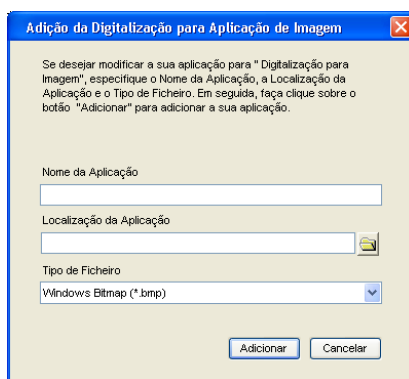 Adição da Digitalização para Aplicação de Imagem
Se desejar modificar a sua aplicação para " Digitalização para
Imagem", especifique o Nome da Aplicação, a Localização da
Aplicação e o Tipo de Ficheiro. Em seguida, faça clique sobre o
botão "Adicionar" para adicionar a sua aplicação.
Nome da Aplicação
Localização da Aplicação
Tipo de Ficheiro
Windows Bitmap (*.bmp)
Adicionar Cancelar